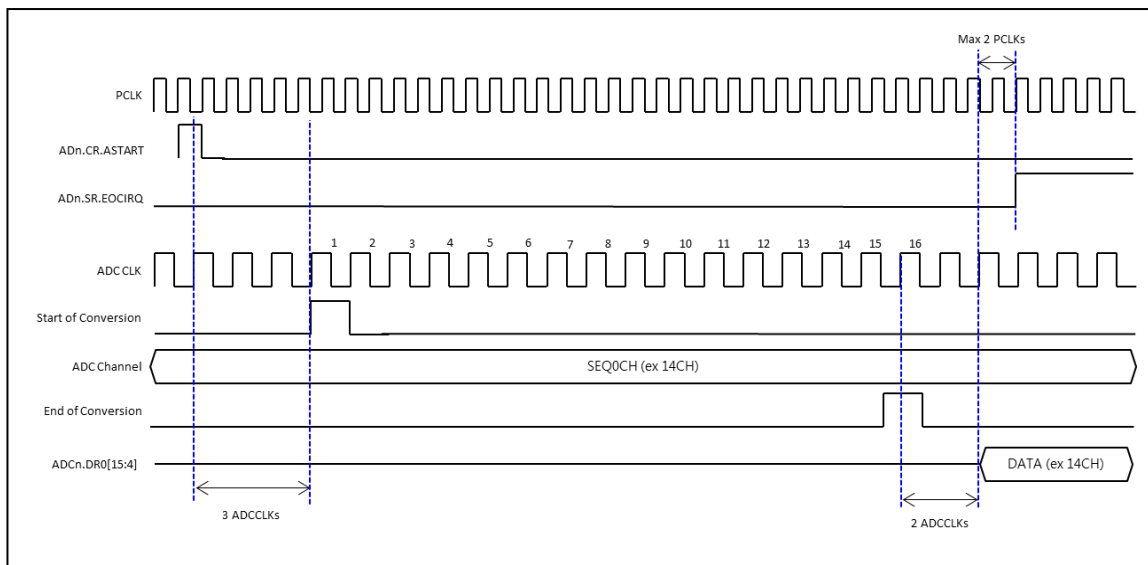 Max 2 PCLKs
PCLK
ADn.CR.ASTART
ADn.SR.EOCIRQ
1 2 3 4 5 6 7 8 9 10 11 12 13 14 15 16
ADC CLK
Start of Conversion
ADC Channel
SEQ0CH (ex 14CH)
End of Conversion
ADCn.DR0[15:4]
DATA (ex 14CH)
3 ADCCLKs
2 ADCCLKs